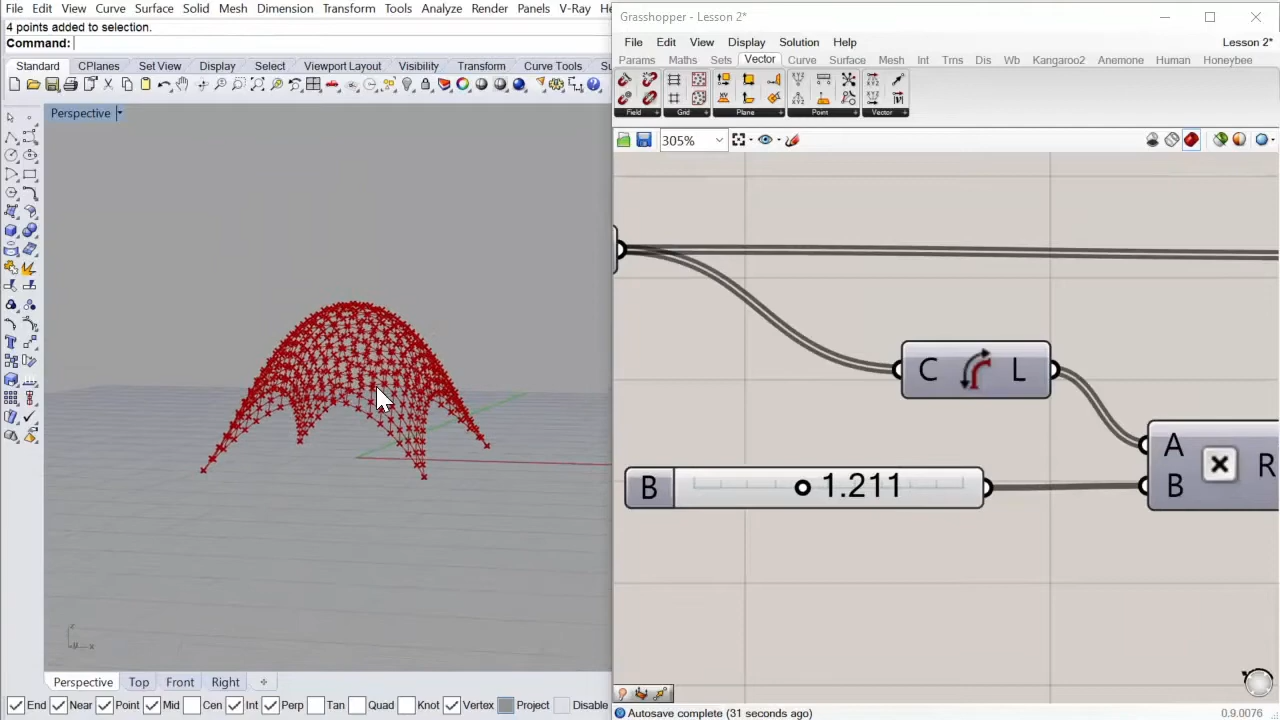 File Edit View Curve Surface Solid Mesh Dimension Transform Tools Analyze Render Panels V-Ray He
4 points added to selection.
Command:
Standard CPlanes Set View Display Select Viewport Layout Visibility Transform Curve Tools Su
Perspective
z
y x
Perspective Top Front Right
End Near Point Mid Cen Int Perp Tan Quad Knot Vertex Project Disable
Grasshopper - Lesson 2*
File Edit View Display Solution Help Lesson 2*
Params Maths Sets Vector Curve Surface Mesh Int Trns Dis Wb Kangaroo2 Anemone Human Honeybee
Field Grid Plane Point Vector
305%
C L
A
B R
B 1.211
Autosave complete (31 seconds ago) 0.9.0076